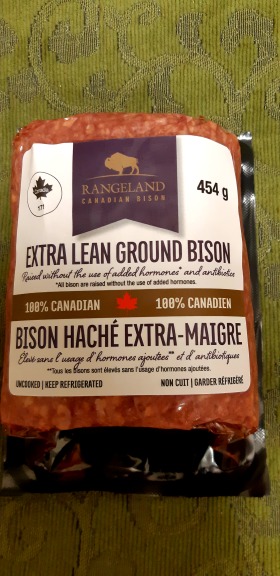 RANGELAND
CANADIAN BISON
454 g
177
EXTRA LEAN GROUND BISON
Raised without the use of added hormones* and antibiotics
*All bison are raised without the use of added hormones.
100% CANADIAN 100% CANADIEN
BISON HACHÉ EXTRA-MAIGRE
Élevé sans l'usage d'hormones ajoutées** et d'antibiotiques
**Tous les bisons sont élevés sans l'usage d'hormones ajoutées.
UNCOOKED | KEEP REFRIGERATED NON CUIT | GARDER RÉFRIGÉRÉ